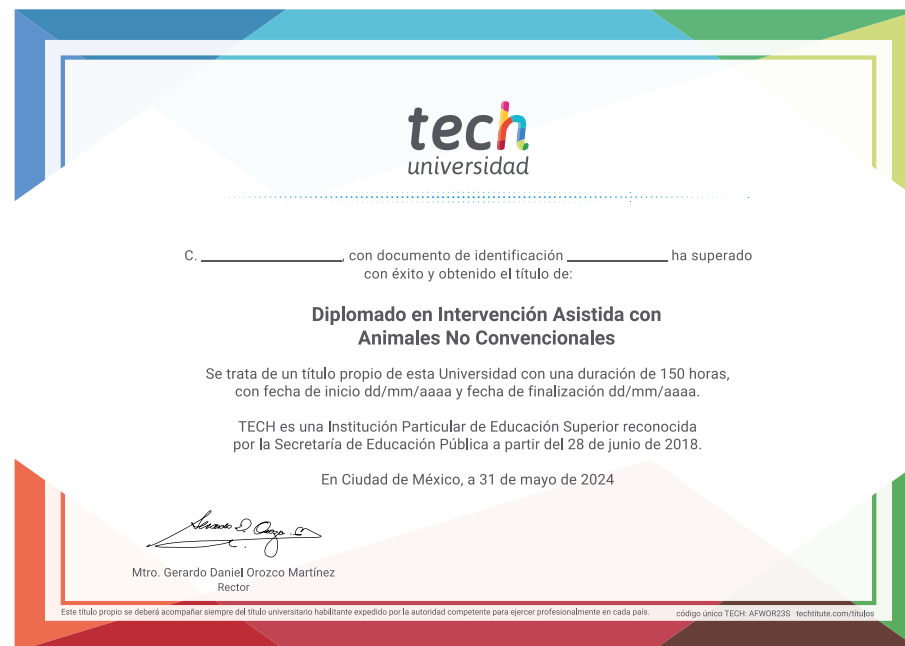 tech
universidad
C. ____________, con documento de identificación ____________ ha superado
con éxito y obtenido el título de:
Diplomado en Intervención Asistida con
Animales No Convencionales
Se trata de un título propio de esta Universidad con una duración de 150 horas,
con fecha de inicio dd/mm/aaaa y fecha de finalización dd/mm/aaaa.
TECH es una Institución Particular de Educación Superior reconocida
por la Secretaría de Educación Pública a partir del 28 de junio de 2018.
En Ciudad de México, a 31 de mayo de 2024
Mtro. Gerardo Daniel Orozco Martínez
Rector
Este título propio se deberá acompañar siempre del título universitario habilitante expedido por la autoridad competente para ejercer profesionalmente en cada país. código único TECH: AFWOR23S techtitute.com/titulos